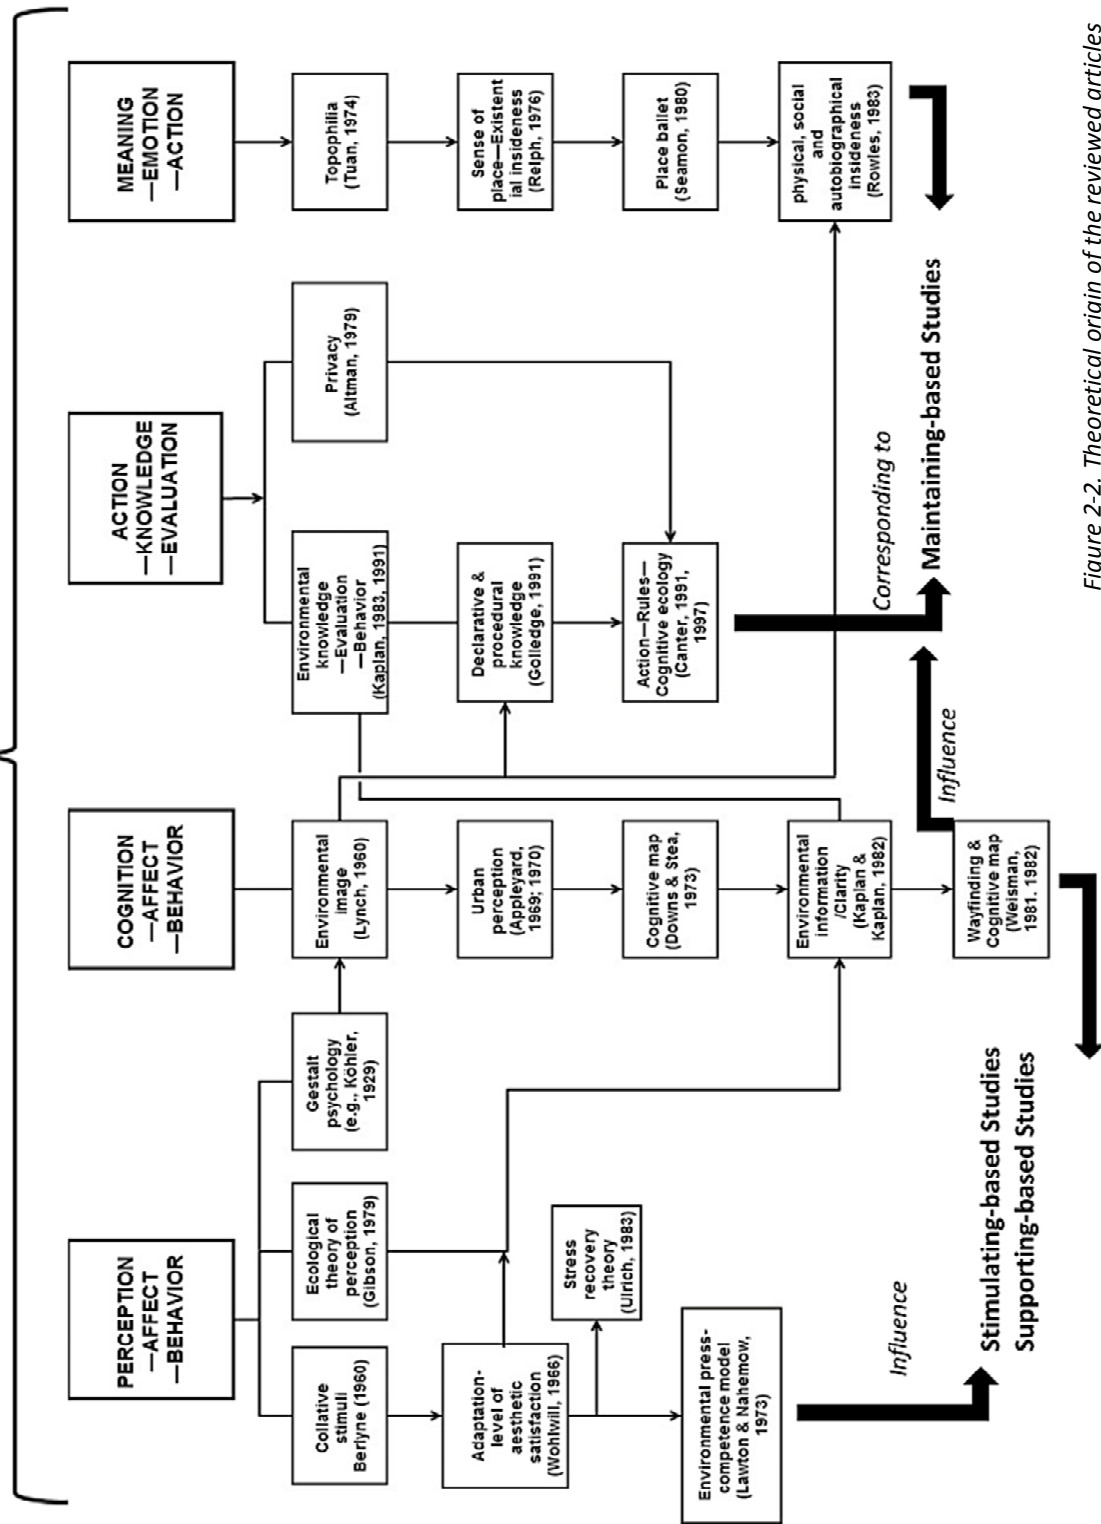 PERCEPTION
—AFFECT
—BEHAVIOR
COGNITION
—AFFECT
—BEHAVIOR
ACTION
—KNOWLEDGE
—EVALUATION
MEANING
—EMOTION
—ACTION
Collative
stimuli
Berlyne (1960)
Ecological
theory of
perception
(Gibson, 1979)
Gestalt
psychology
(e.g., Köhler,
1929)
Environmental
image
(Lynch, 1960)
Environmental
knowledge
—Evaluation
—Behavior
(Kaplan, 1983, 1991)
Privacy
(Altman, 1979)
Topophilia
(Tuan, 1974)
Adaptation-
level of
aesthetic
satisfaction
(Wohlwill, 1966)
Urban
perception
(Appleyard,
1969; 1970)
Declarative &
procedural
knowledge
(Golledge, 1991)
Sense of
place—Existent
ial insideness
(Relph, 1976)
Stress
recovery
theory
(Ulrich, 1983)
Cognitive map
(Downs & Stea,
1973)
Action—Rules—
Cognitive ecology
(Canter, 1991,
1997)
Place ballet
(Seamon, 1980)
Environmental press-
competence model
(Lawton & Nahemow,
1973)
Environmental
information
/Clarity
(Kaplan &
Kaplan, 1982)
physical, social
and
autobiographical
insideness
(Rowles, 1983)
Wayfinding &
Cognitive map
(Weisman,
1981. 1982)
Influence
Influence
Corresponding to
Stimulating-based Studies
Supporting-based Studies
Maintaining-based Studies
Figure 2-2. Theoretical origin of the reviewed articles